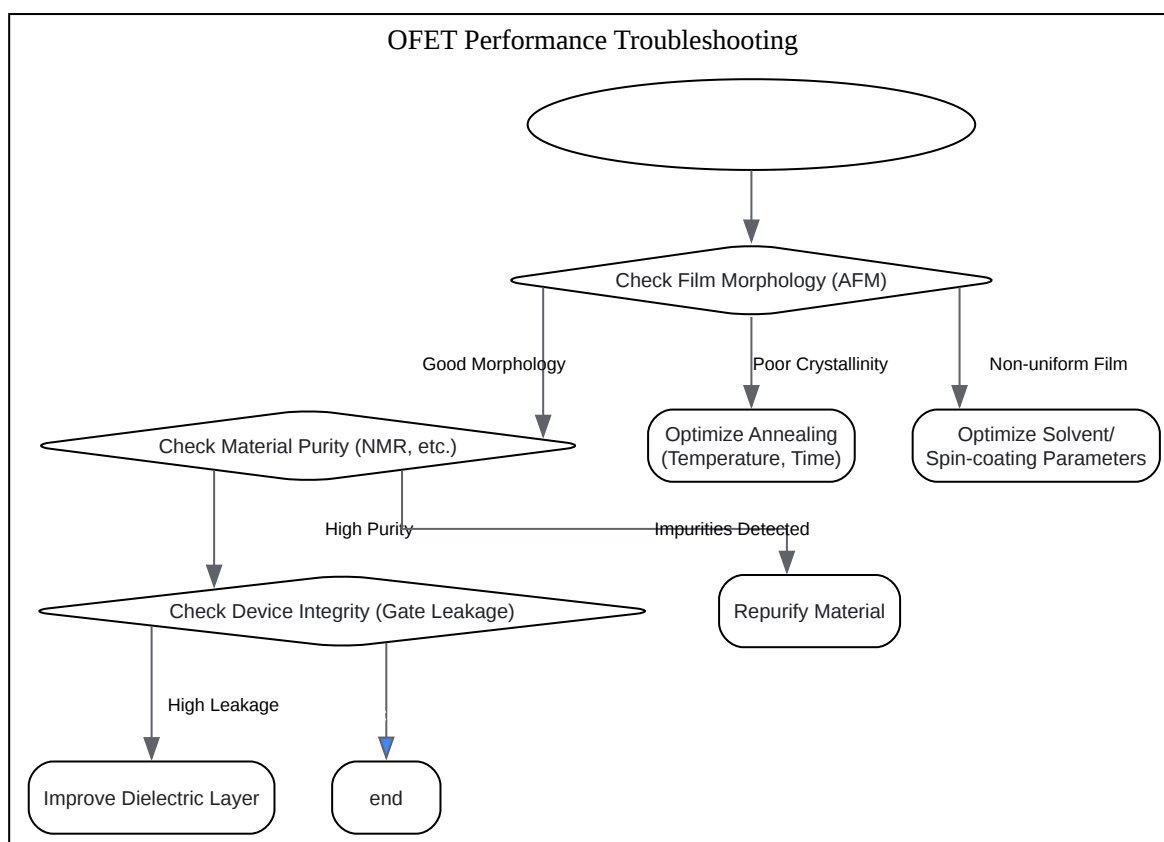 OFET Performance Troubleshooting
Check Film Morphology (AFM)
Good Morphology
Poor Crystallinity
Non-uniform Film
Check Material Purity (NMR, etc.)
Optimize Annealing
(Temperature, Time)
Optimize Solvent/
Spin-coating Parameters
High Purity
Impurities Detected
Check Device Integrity (Gate Leakage)
Repurify Material
High Leakage
Improve Dielectric Layer
end